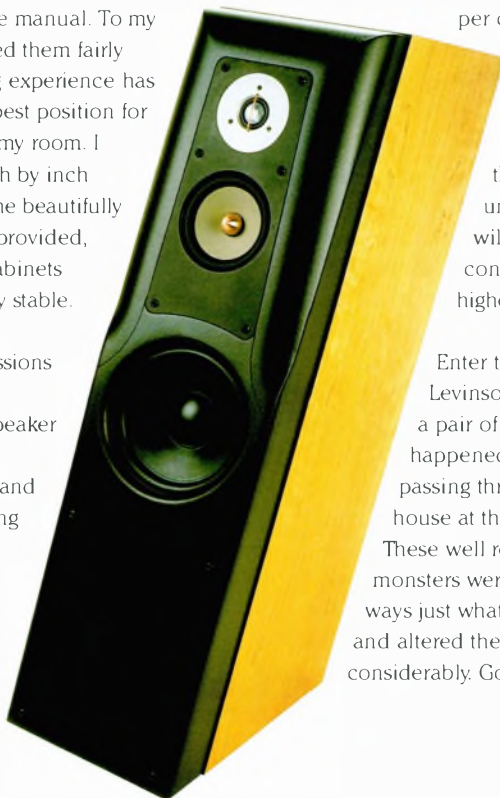 e manual. To my
ed them fairly
g experience has
best position for
my room. I
h by inch
he beautifully
provided,
abinets
y stable.
ssions
peaker
and
ng
per c
t
u
wil
con
highe
Enter t
Levinso
a pair of
happened
passing thr
house at th
These well r
monsters wer
ways just what
and altered the
considerably. Go